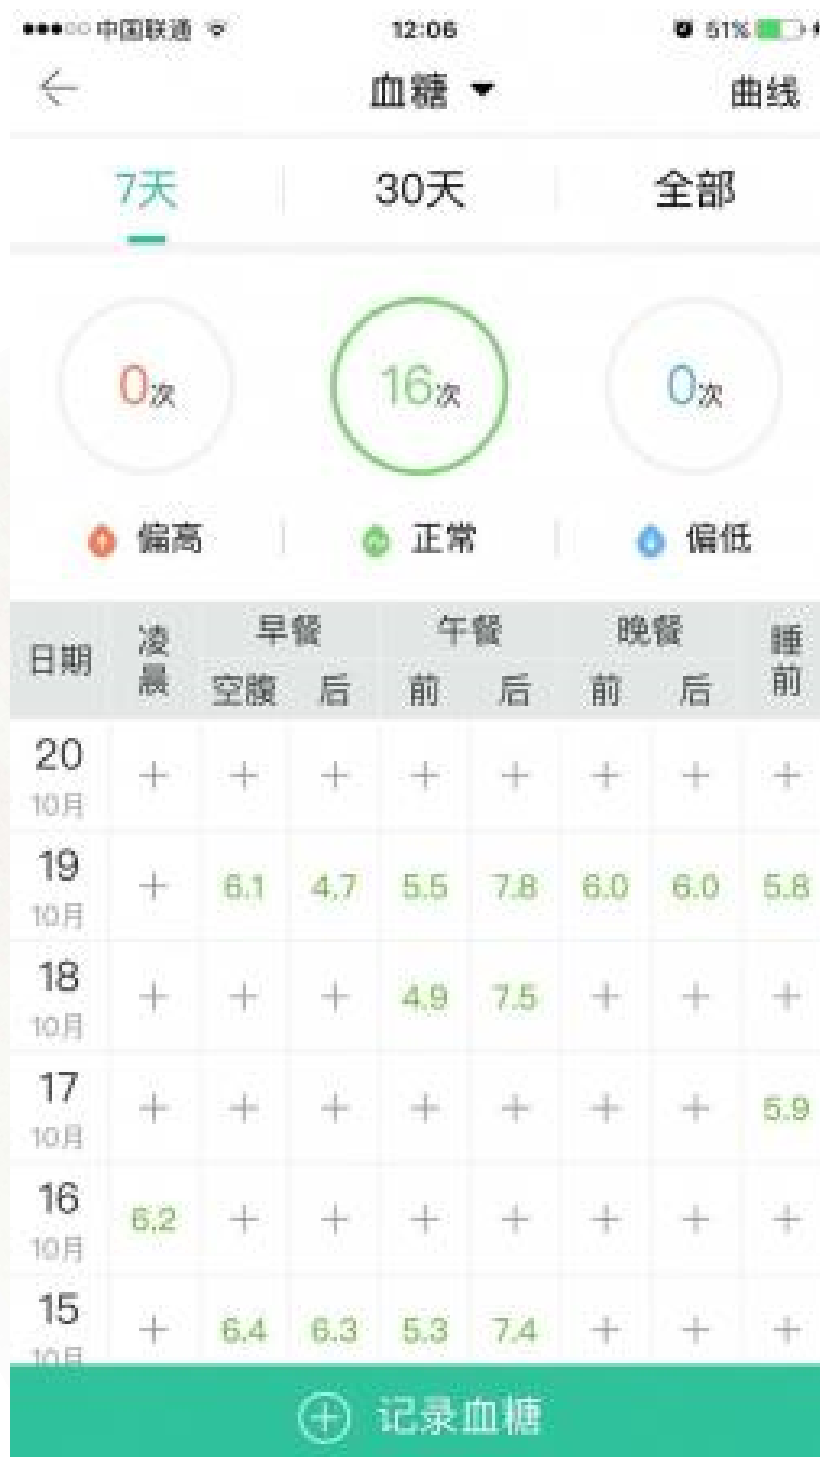 中国联通 12:06 51%
血糖 曲线
7天 30天 全部
0次 16次 0次
偏高 正常 偏低
日期 凌晨 早餐 午餐 晚餐 睡前
空腹 后 前 后 前 后
20 + + + + + + + +
10月
19 + 6.1 4.7 5.5 7.8 6.0 6.0 5.8
10月
18 + + + 4.9 7.5 + + +
10月
17 + + + + + + + 5.9
10月
16 6.2 + + + + + + +
10月
15 + 6.4 6.3 5.3 7.4 + + +
10月
记录血糖